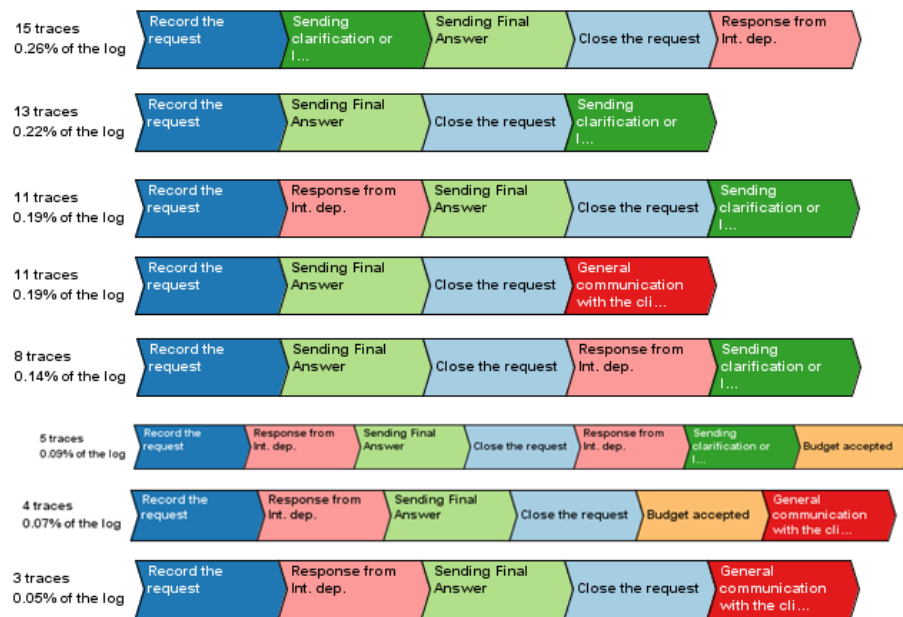 15 traces
0.26% of the log
Record the
request
Sending
clarification or
I...
Sending Final
Answer
Close the request
Response from
Int. dep.
13 traces
0.22% of the log
Record the
request
Sending Final
Answer
Close the request
Sending
clarification or
I...
11 traces
0.19% of the log
Record the
request
Response from
Int. dep.
Sending Final
Answer
Close the request
Sending
clarification or
I...
11 traces
0.19% of the log
Record the
request
Sending Final
Answer
Close the request
General
communication
with the cli...
8 traces
0.14% of the log
Record the
request
Sending Final
Answer
Close the request
Response from
Int. dep.
Sending
clarification or
I...
5 traces
0.09% of the log
Record the
request
Response from
Int. dep.
Sending Final
Answer
Close the request
Response from
Int. dep.
Sending
clarification or
I...
Budget accepted
4 traces
0.07% of the log
Record the
request
Response from
Int. dep.
Sending Final
Answer
Close the request
Budget accepted
General
communication
with the cli...
3 traces
0.05% of the log
Record the
request
Response from
Int. dep.
Sending Final
Answer
Close the request
General
communication
with the cli...